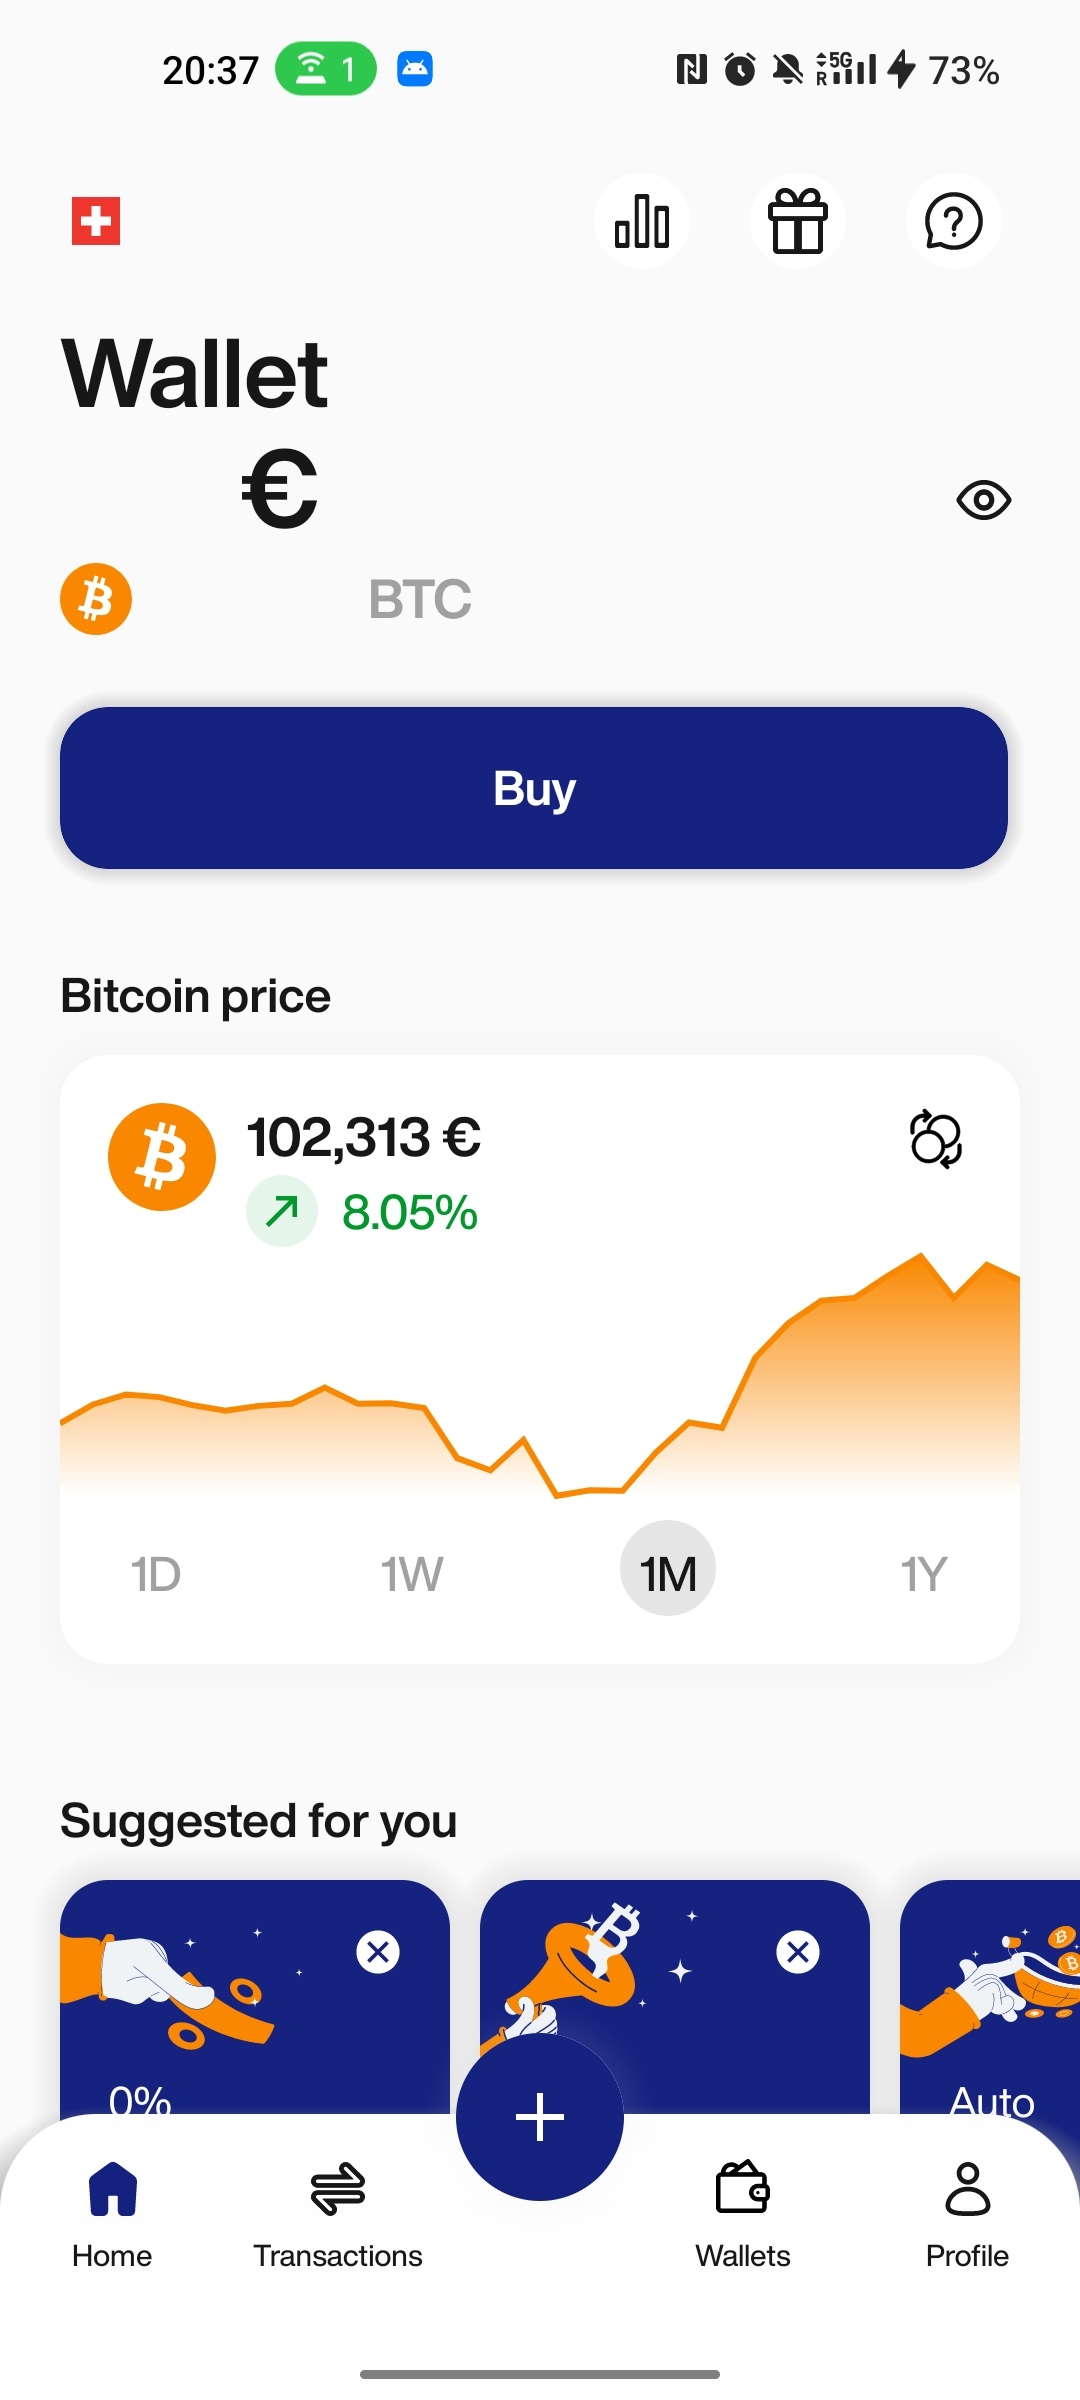 20:37 1 5G R 73%
Wallet
€
BTC
Buy
Bitcoin price
102,313 €
8.05%
1D 1W 1M 1Y
Suggested for you
0%
Auto
Home Transactions Wallets Profile